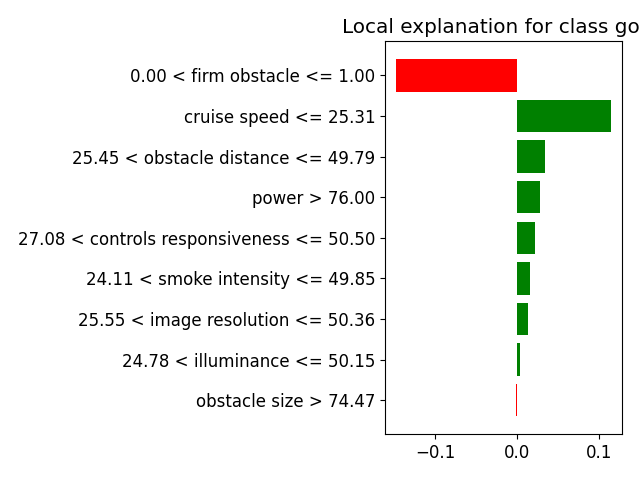 Local explanation for class go
0.00 < firm obstacle <= 1.00
cruise speed <= 25.31
25.45 < obstacle distance <= 49.79
power > 76.00
27.08 < controls responsiveness <= 50.50
24.11 < smoke intensity <= 49.85
25.55 < image resolution <= 50.36
24.78 < illuminance <= 50.15
obstacle size > 74.47
−0.1 0.0 0.1